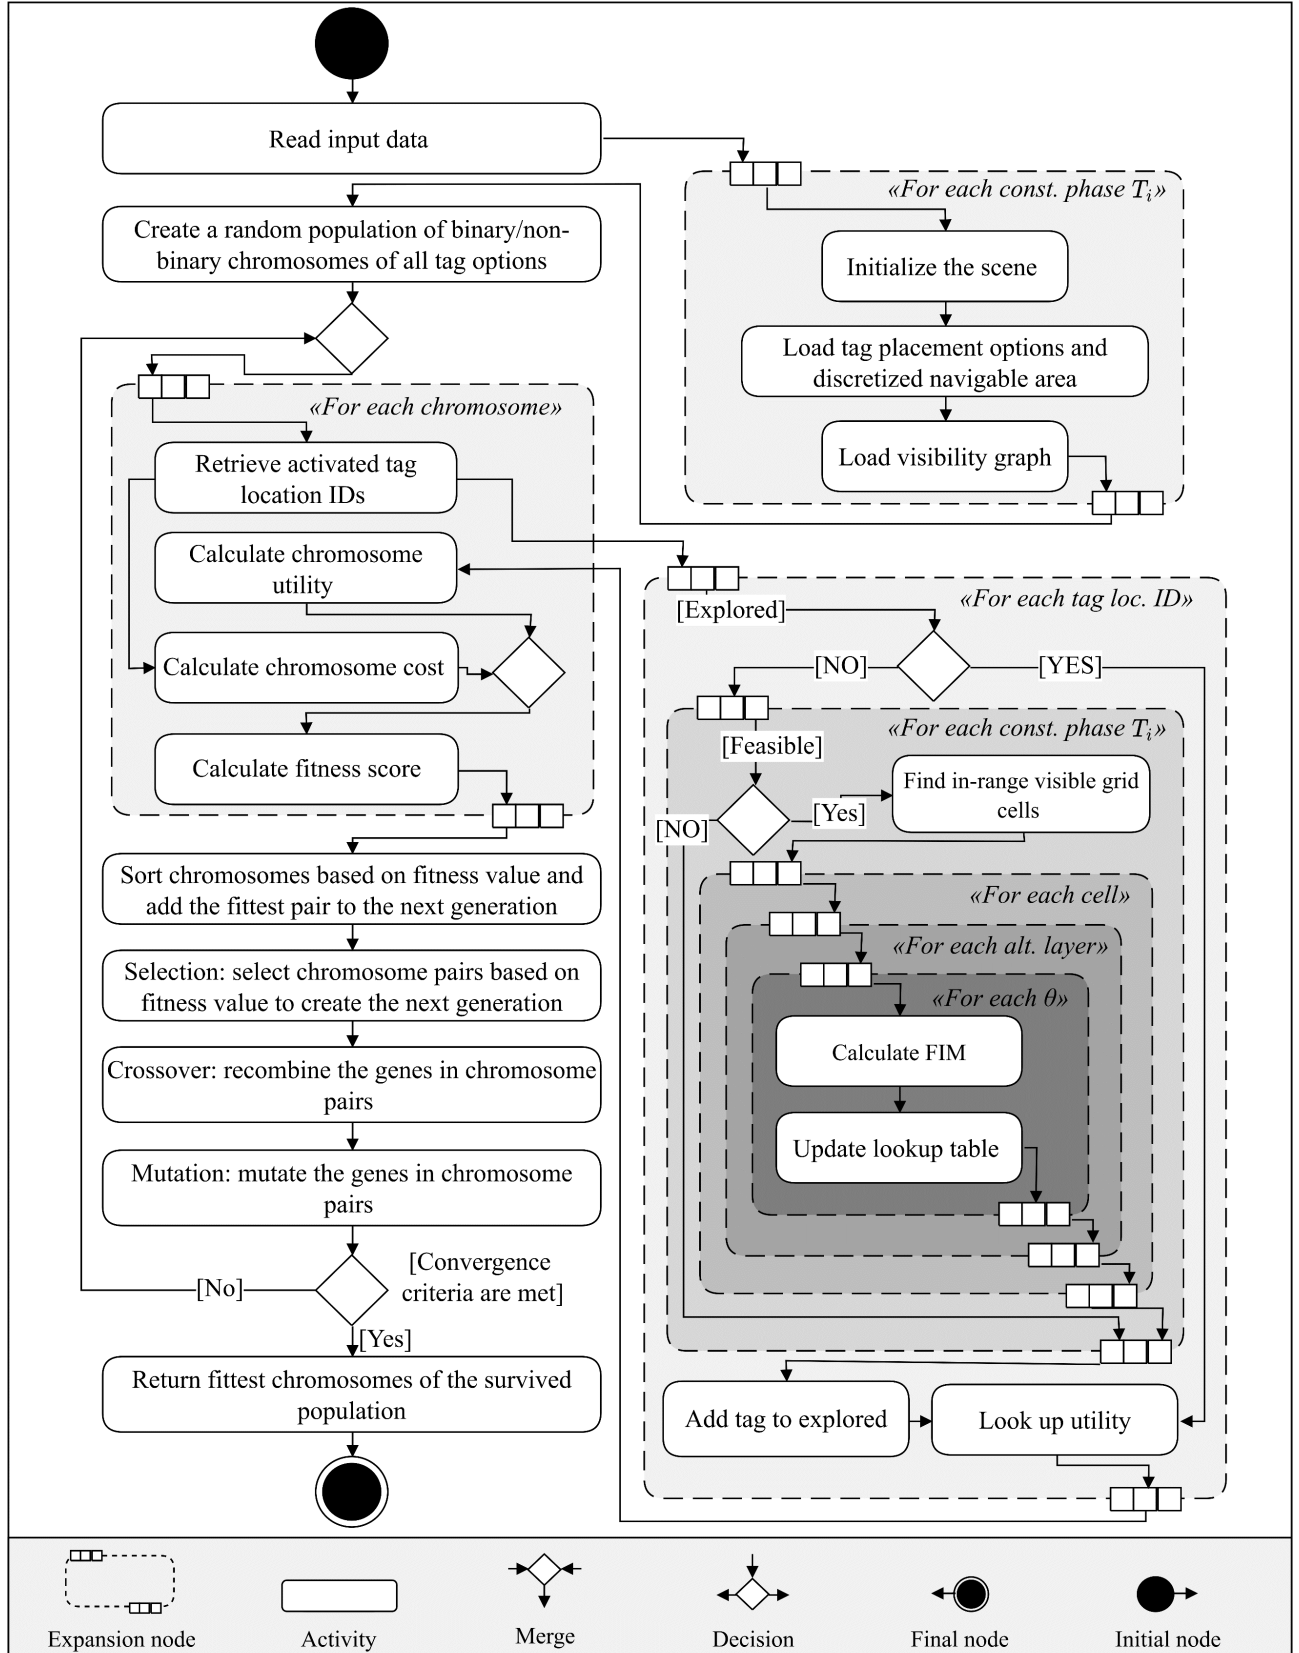 Read input data
«For each const. phase Ti»
Initialize the scene
Load tag placement options and
discretized navigable area
Load visibility graph
Create a random population of binary/non-
binary chromosomes of all tag options
«For each chromosome»
Retrieve activated tag
location IDs
Calculate chromosome
utility
Calculate chromosome cost
Calculate fitness score
«For each tag loc. ID»
[Explored]
[NO]
[YES]
«For each const. phase Ti»
[Feasible]
[NO]
[Yes]
Find in-range visible grid
cells
«For each cell»
«For each alt. layer»
«For each θ»
Calculate FIM
Update lookup table
Add tag to explored
Look up utility
Sort chromosomes based on fitness value and
add the fittest pair to the next generation
Selection: select chromosome pairs based on
fitness value to create the next generation
Crossover: recombine the genes in chromosome
pairs
Mutation: mutate the genes in chromosome
pairs
[Convergence
criteria are met]
[No]
[Yes]
Return fittest chromosomes of the survived
population
Expansion node
Activity
Merge
Decision
Final node
Initial node